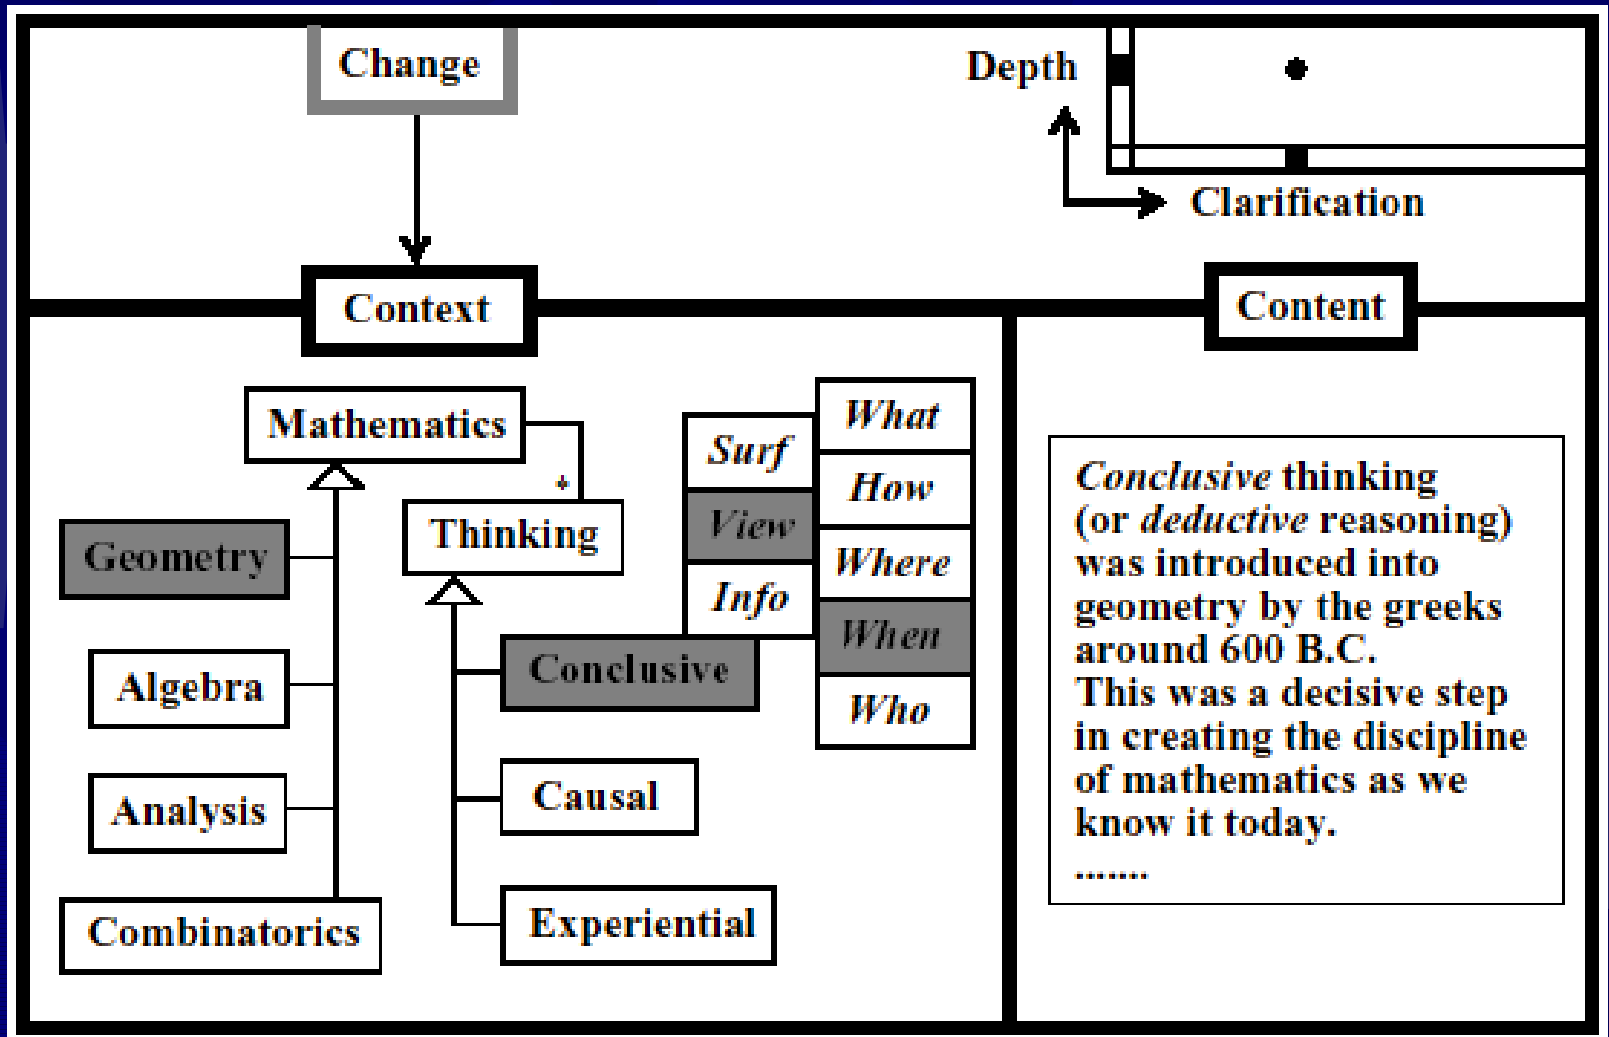 Change
Depth
Clarification
Context
Content
Mathematics
Thinking
Geometry
Algebra
Analysis
Combinatorics
Conclusive
Causal
Experiential
Surf
View
Info
What
How
Where
When
Who
Conclusive thinking
(or deductive reasoning)
was introduced into
geometry by the greeks
around 600 B.C.
This was a decisive step
in creating the discipline
of mathematics as we
know it today.
.......